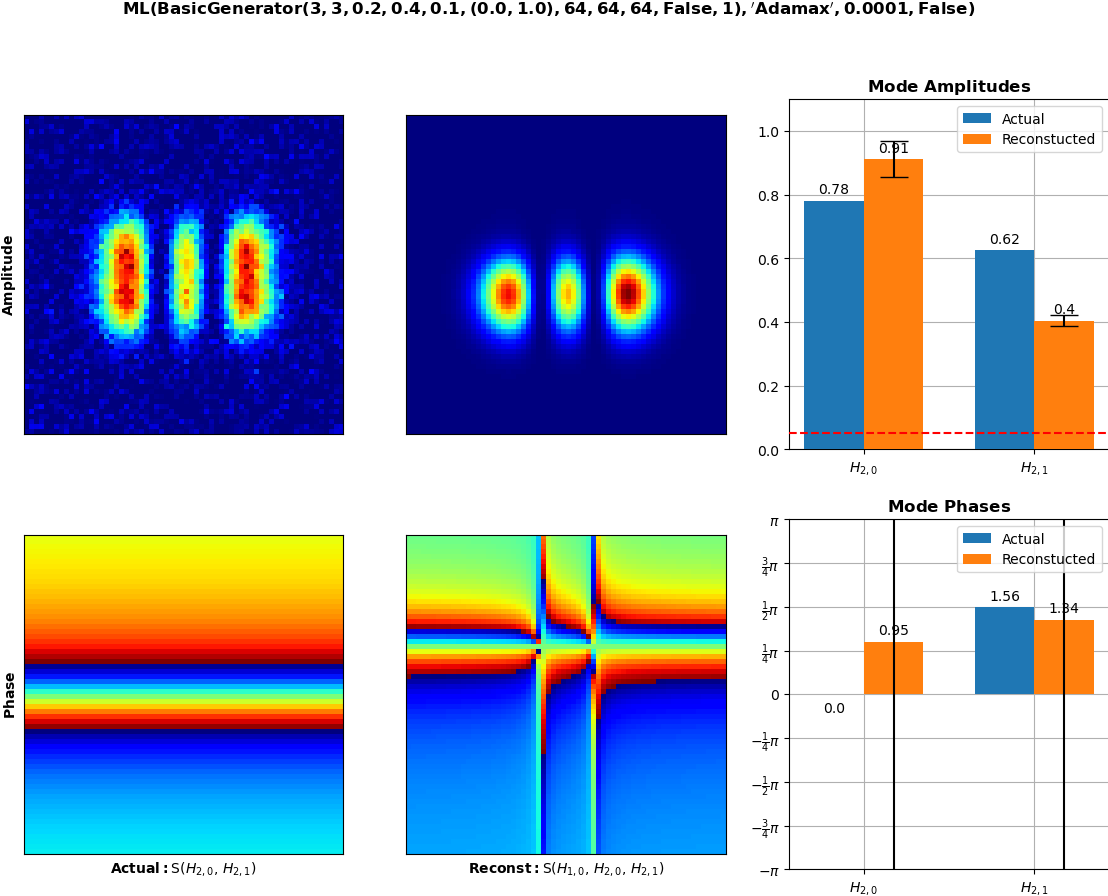 ML(BasicGenerator(3, 3, 0.2, 0.4, 0.1, (0.0, 1.0), 64, 64, 64, False, 1), ′Adamax′, 0.0001, False)
Amplitude
Mode Amplitudes
Actual
Reconstucted
1.0
0.8
0.6
0.4
0.2
0.0
0.78
0.91
0.62
0.4
H2,0
H2,1
Phase
Actual: S(H2,0, H2,1)
Reconst: S(H1,0, H2,0, H2,1)
Mode Phases
Actual
Reconstucted
π
3/4π
1/2π
1/4π
0
−1/4π
−1/2π
−3/4π
−π
0.0
0.95
1.56
1.34
H2,0
H2,1